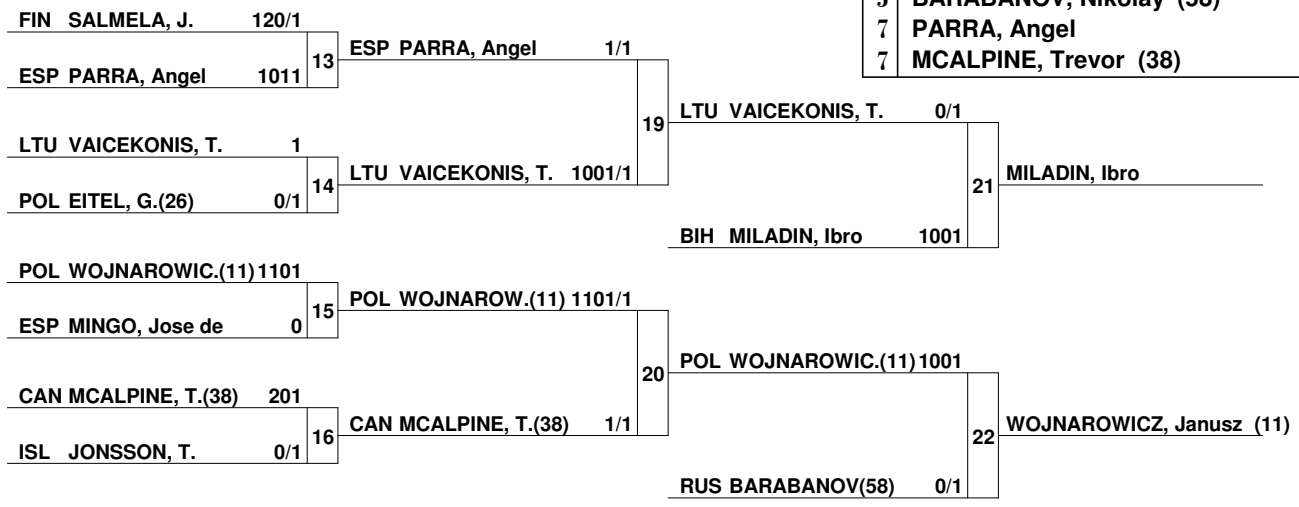 5 BARABANOV, Nikolay (58)
7 PARRA, Angel
7 MCALPINE, Trevor (38)
FIN SALMELA, J. 120/1
13
ESP PARRA, Angel 1011
ESP PARRA, Angel 1/1
19
LTU VAICEKONIS, T. 1
14
POL EITEL, G.(26) 0/1
LTU VAICEKONIS, T. 1001/1
LTU VAICEKONIS, T. 0/1
21
BIH MILADIN, Ibro 1001
MILADIN, Ibro
POL WOJNAROWIC.(11) 1101
15
ESP MINGO, Jose de 0
POL WOJNAROW.(11) 1101/1
20
CAN MCALPINE, T.(38) 201
16
ISL JONSSON, T. 0/1
CAN MCALPINE, T.(38) 1/1
POL WOJNAROWIC.(11) 1001
22
RUS BARABANOV(58) 0/1
WOJNAROWICZ, Janusz (11)